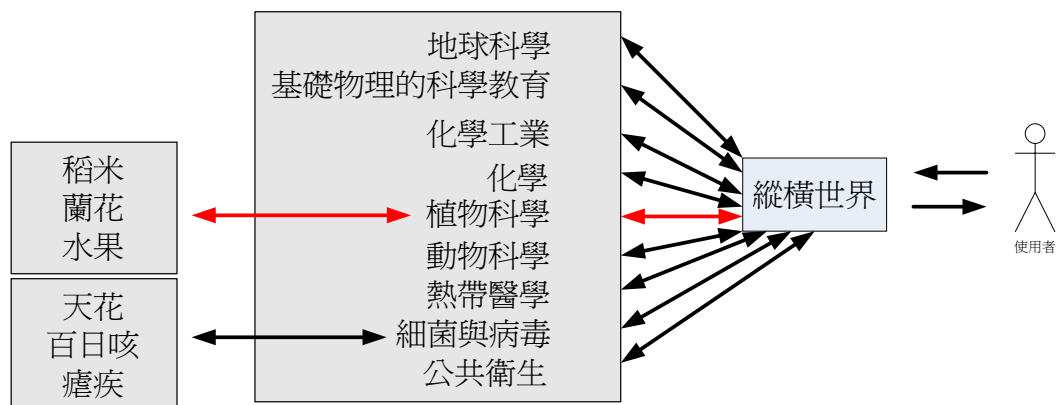 稻米
蘭花
水果
天花
百日咳
瘧疾
地球科學
基礎物理的科學教育
化學工業
化學
植物科學
動物科學
熱帶醫學
細菌與病毒
公共衛生
縱橫世界
使用者